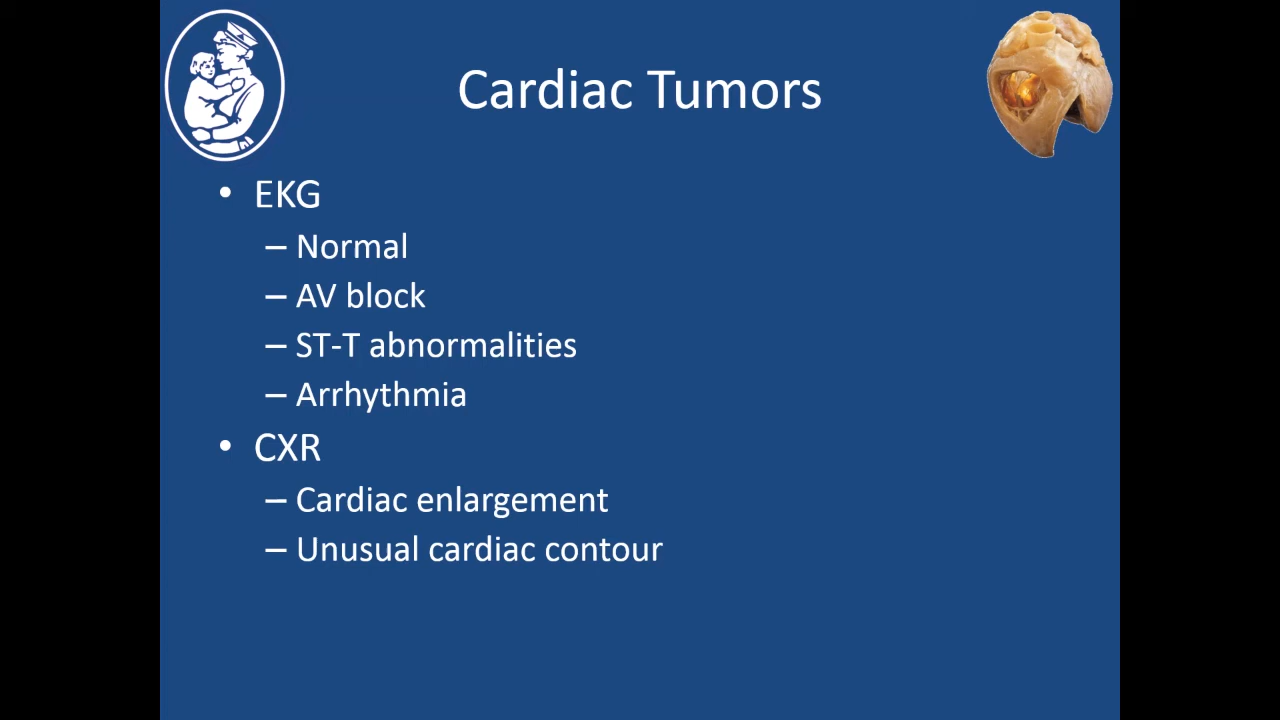 Cardiac Tumors
• EKG
– Normal
– AV block
– ST-T abnormalities
– Arrhythmia
• CXR
– Cardiac enlargement
– Unusual cardiac contour